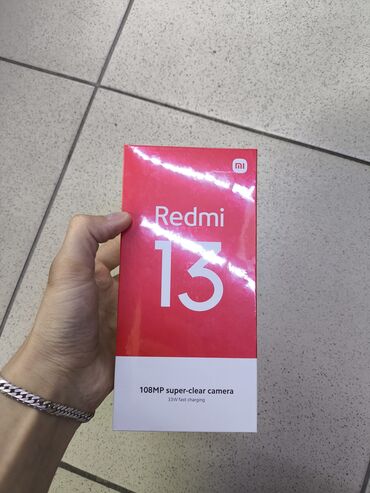 mi
Redmi
13
108MP super-clear camera
33W fast charging